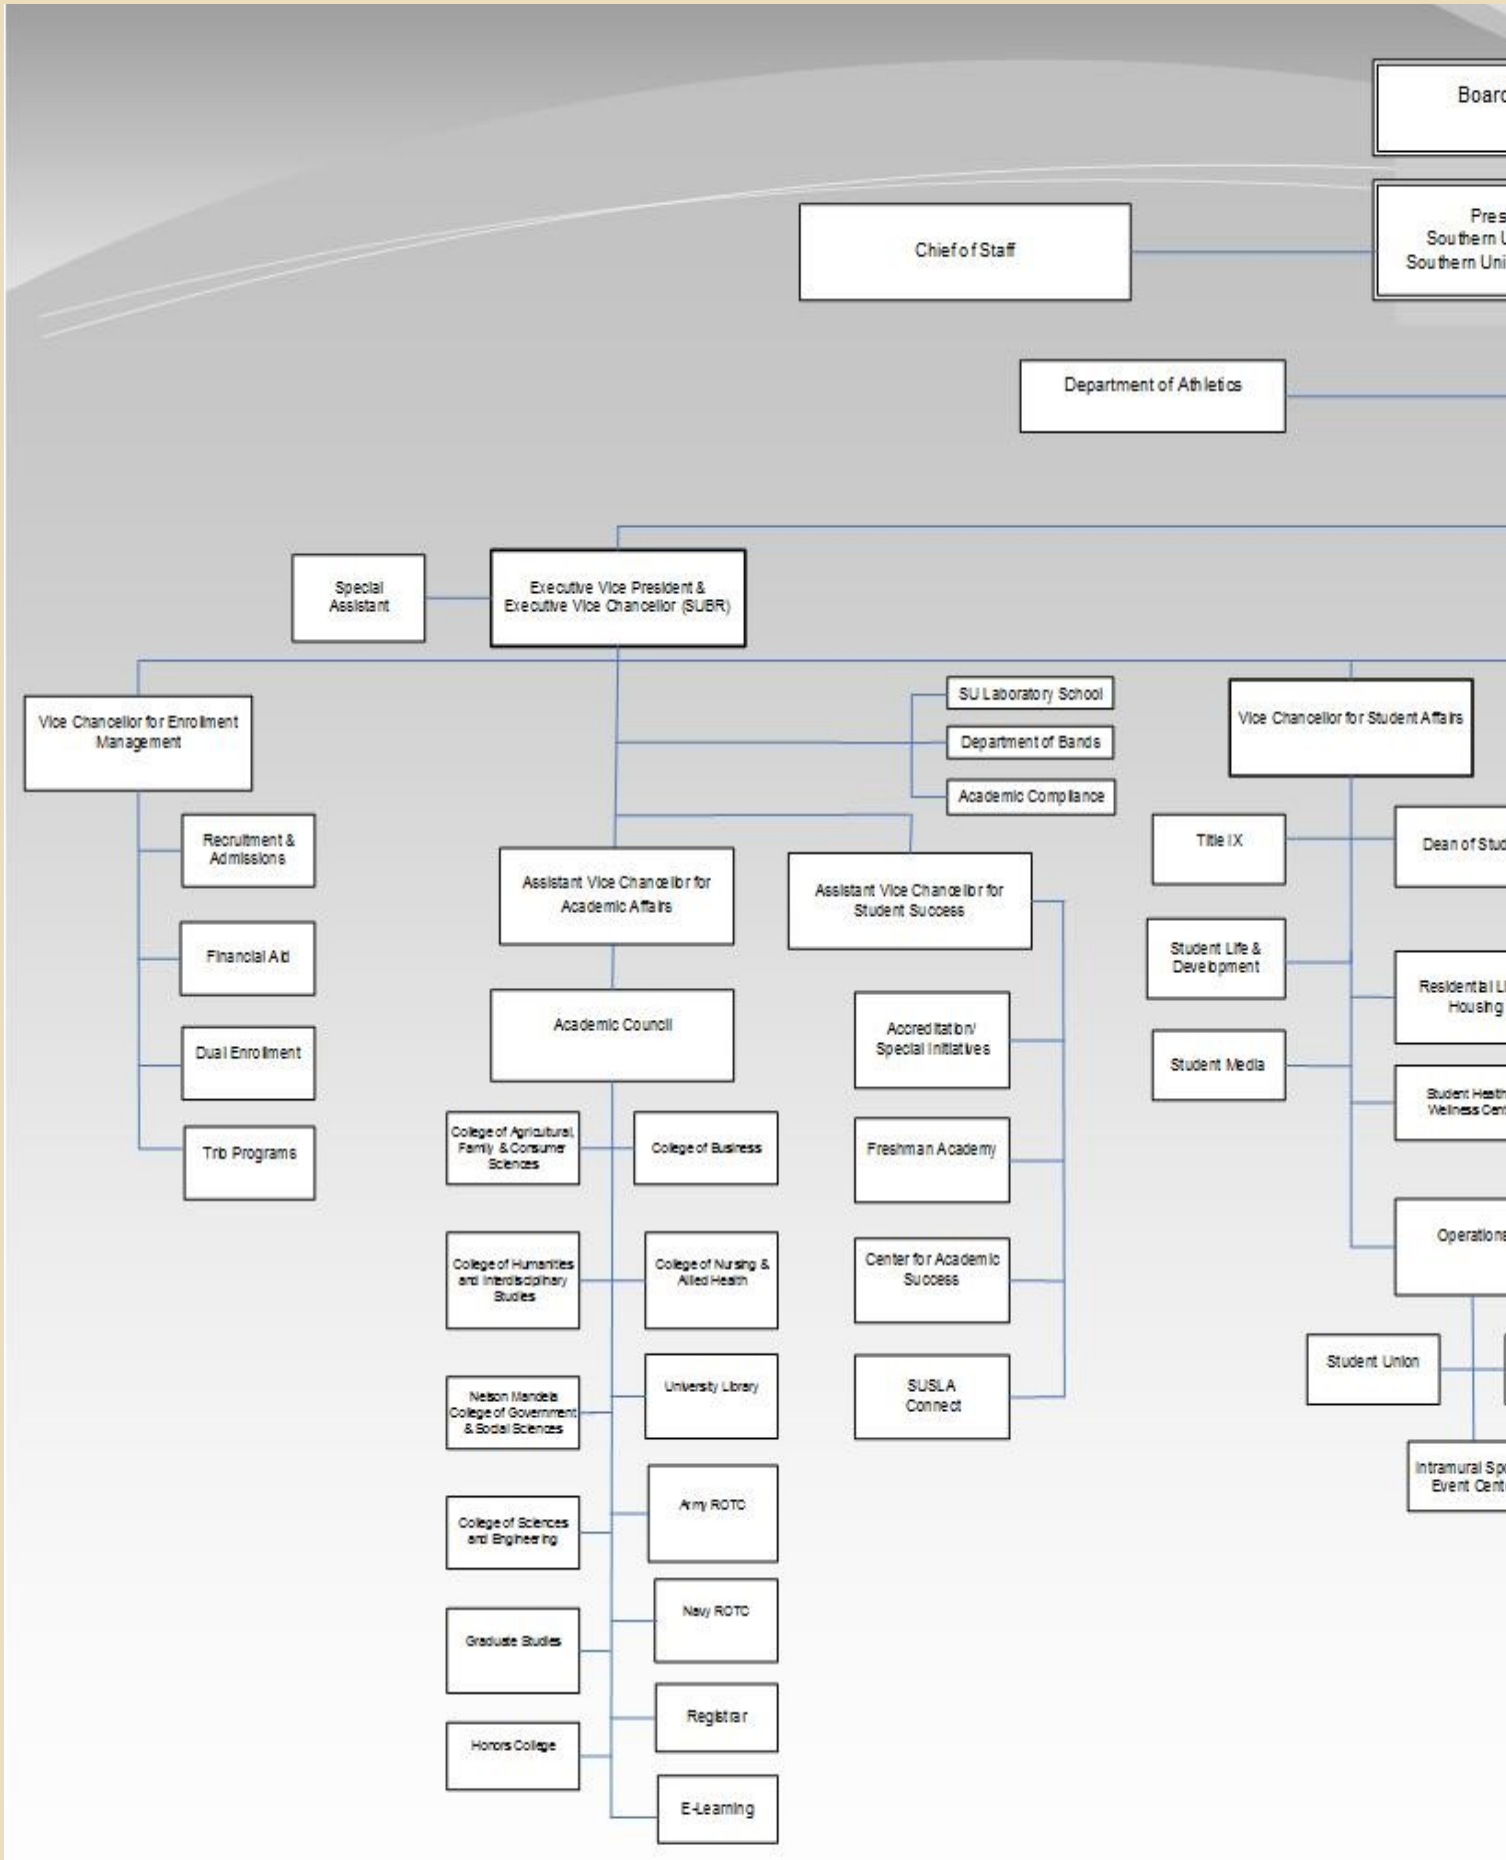 Board
Pres
Southern U
Southern Uni
Chief of Staff
Department of Athletics
Special
Assistant
Executive Vice President &
Executive Vice Chancellor (SUBR)
Vice Chancellor for Enrollment
Management
SU Laboratory School
Department of Bands
Academic Compliance
Vice Chancellor for Student Affairs
Recruitment &
Admissions
Financial Aid
Dual Enrollment
Trio Programs
Assistant Vice Chancellor for
Academic Affairs
Assistant Vice Chancellor for
Student Success
Academic Council
College of Agricultural,
Family & Consumer
Sciences
College of Business
College of Humanities
and Interdisciplinary
Studies
College of Nursing &
Allied Health
Nelson Mandela
College of Government
& Social Sciences
University Library
College of Sciences
and Engineering
Army ROTC
Graduate Studies
Navy ROTC
Honors College
Registrar
E-Learning
Accreditation/
Special Initiatives
Freshman Academy
Center for Academic
Success
SUSLA
Connect
Title IX
Dean of Stud
Student Life &
Development
Residential Li
Housing
Student Media
Student Health
Wellness Cent
Operations
Student Union
Intramural Spo
Event Cente